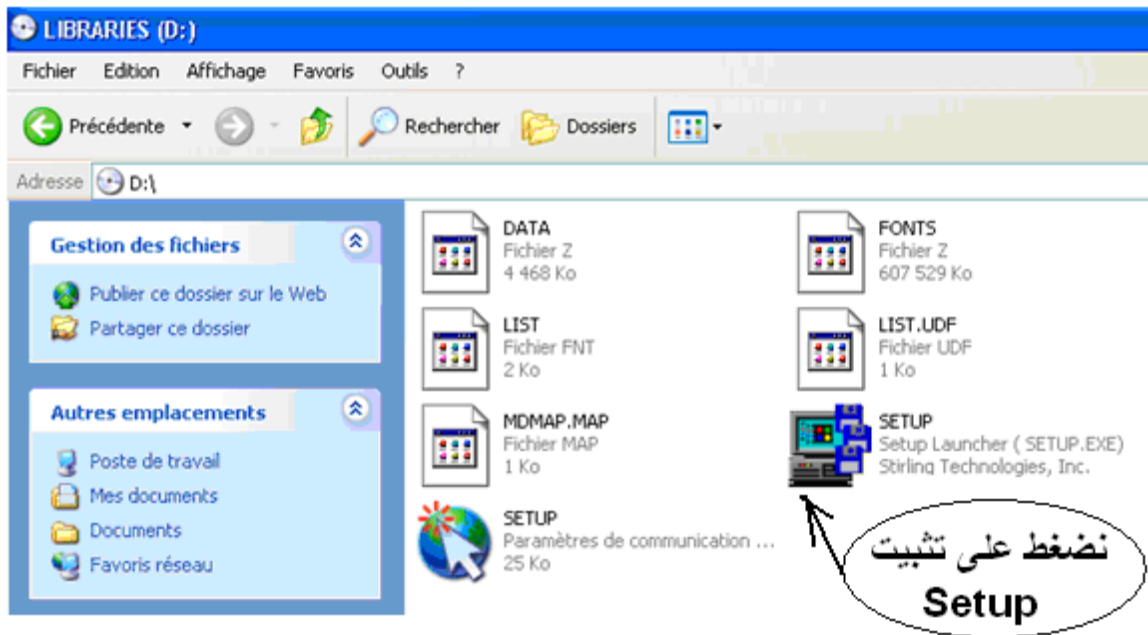 LIBRARIES (D:)
Fichier Edition Affichage Favoris Outils ?
Précédente Rechercher Dossiers
Adresse D:\
Gestion des fichiers
Publier ce dossier sur le Web
Partager ce dossier
Autres emplacements
Poste de travail
Mes documents
Documents
Favoris réseau
DATA
Fichier Z
4 468 Ko
FONTS
Fichier Z
607 529 Ko
LIST
Fichier FNT
2 Ko
LIST.UDF
Fichier UDF
1 Ko
MDMAP.MAP
Fichier MAP
1 Ko
SETUP
Setup Launcher ( SETUP.EXE)
Stirling Technologies, Inc.
SETUP
Paramètres de communication ...
25 Ko
نضغط على تثبيت
Setup